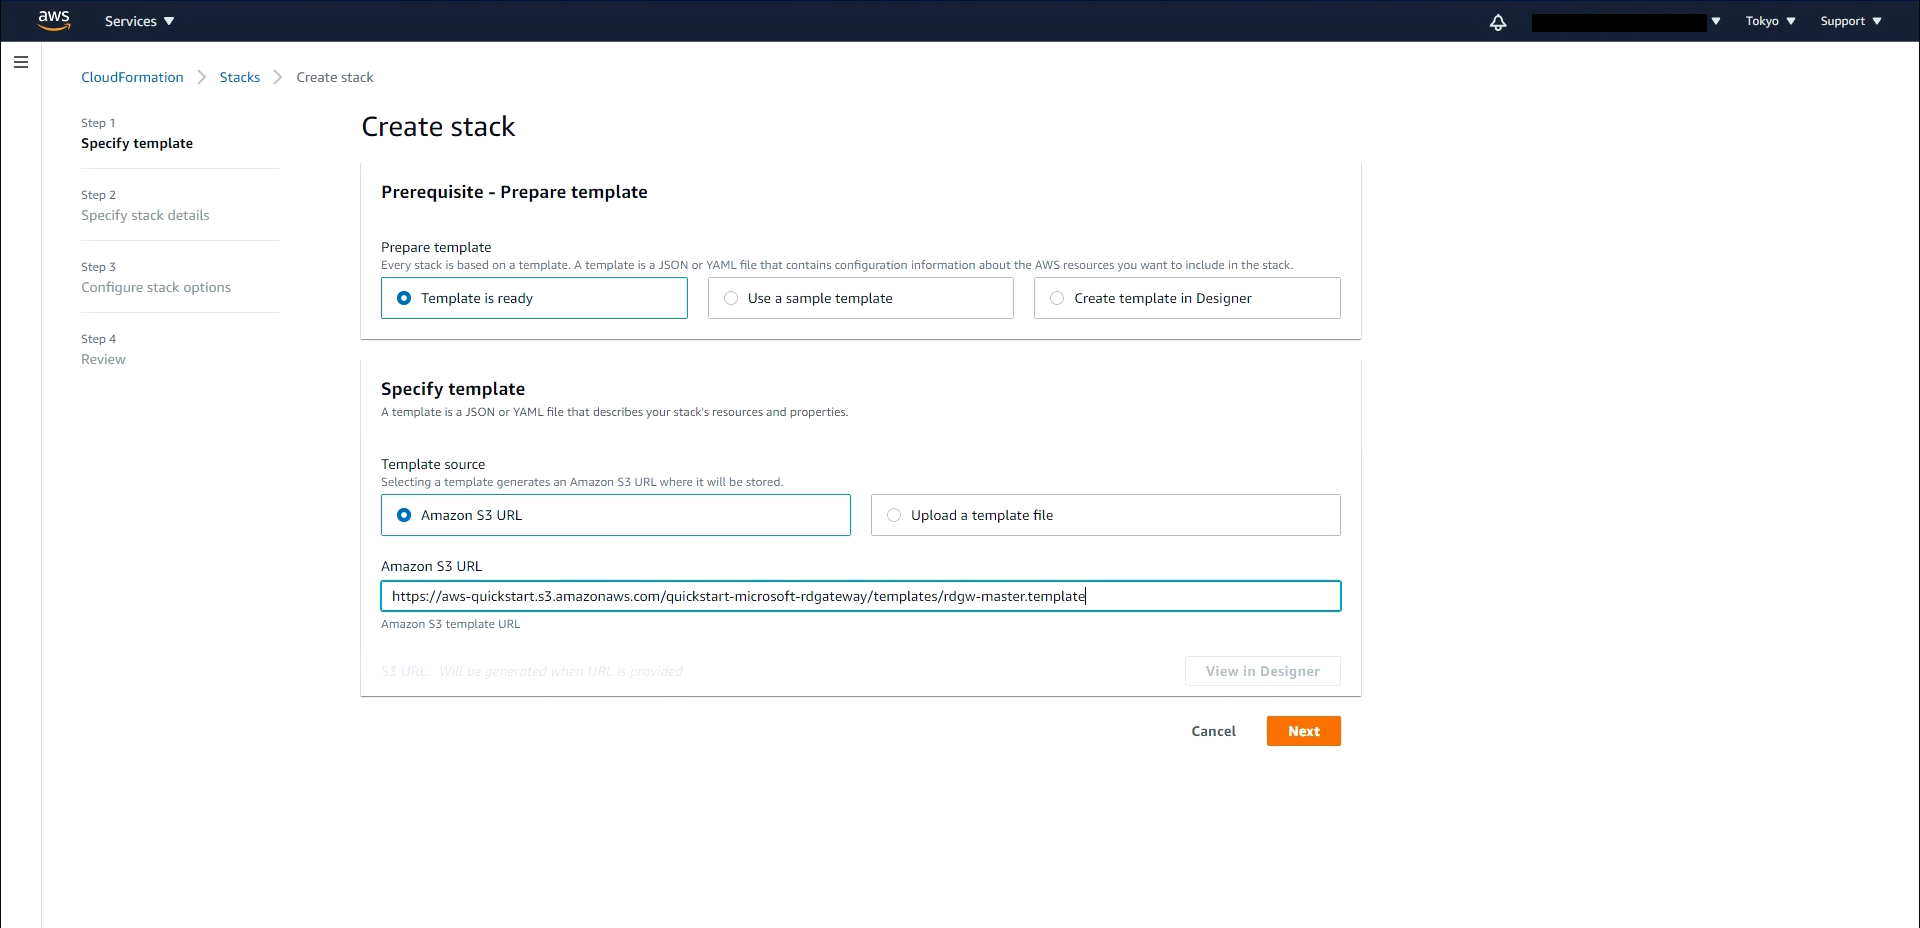 aws Services Tokyo Support
CloudFormation Stacks Create stack
Step 1
Specify template
Step 2
Specify stack details
Step 3
Configure stack options
Step 4
Review
Create stack
Prerequisite - Prepare template
Prepare template
Every stack is based on a template. A template is a JSON or YAML file that contains configuration information about the AWS resources you want to include in the stack.
Template is ready Use a sample template Create template in Designer
Specify template
A template is a JSON or YAML file that describes your stack's resources and properties.
Template source
Selecting a template generates an Amazon S3 URL where it will be stored.
Amazon S3 URL Upload a template file
Amazon S3 URL
https://aws-quickstart.s3.amazonaws.com/quickstart-microsoft-rdgateway/templates/rdgw-master.template
Amazon S3 template URL
S3 URL: Will be generated when URL is provided View in Designer
Cancel Next